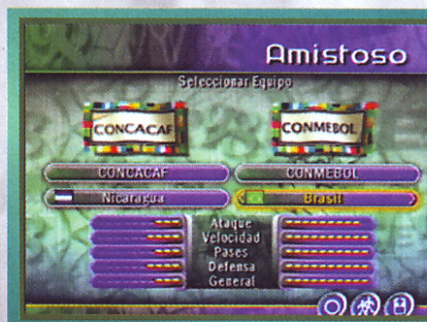 Amistoso
Seleccionar Equipo
CONCACAF CONMEBOL
CONCACAF CONMEBOL
Nicaragua Brasil
Ataque
Velocidad
Pases
Defensa
General